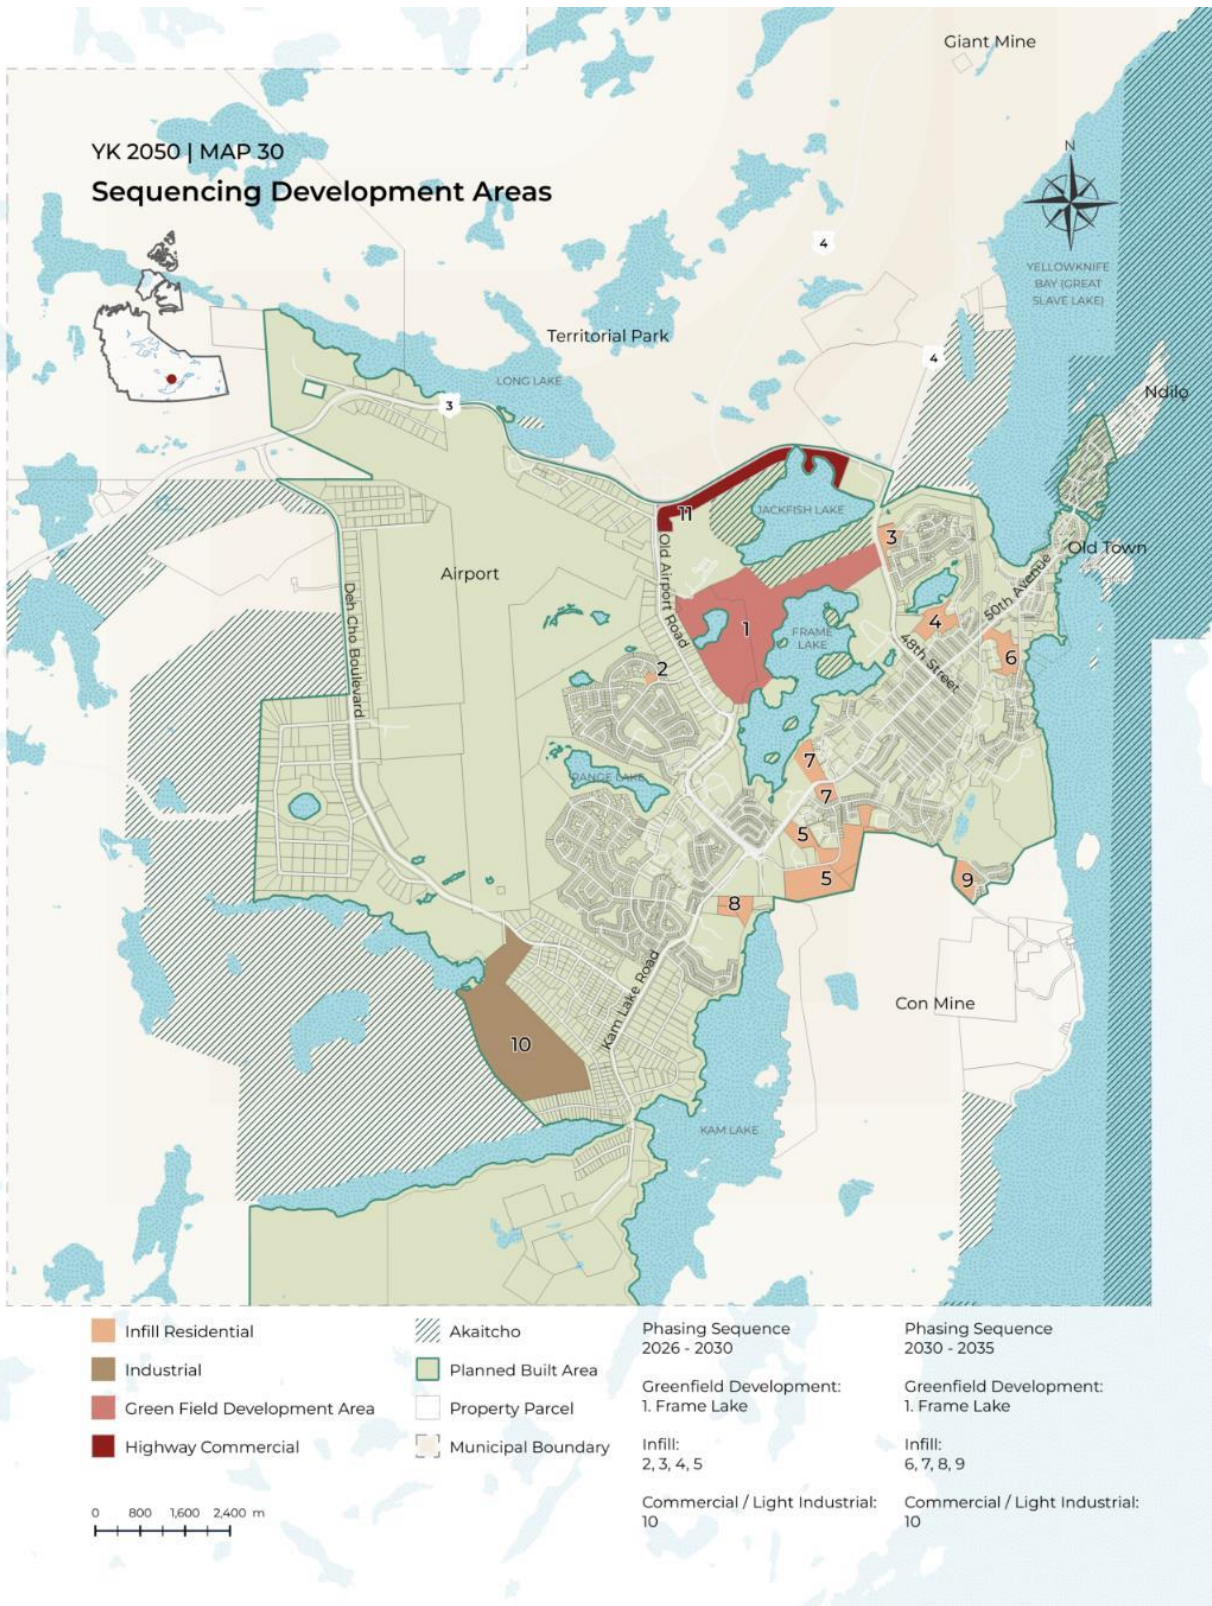 Giant Mine
YK 2050 | MAP 30
Sequencing Development Areas
N
4
YELLOWKNIFE
BAY (GREAT
SLAVE LAKE)
Territorial Park
4
LONG LAKE
3
Ndilǫ
11
JACKFISH LAKE
3
Old Town
Airport
Old Airport Road
50th Avenue
Deh Cho Boulevard
1
FRAME
LAKE
4
48th Street
6
2
7
RANGE LAKE
7
5
5
9
8
Kam Lake Road
Con Mine
10
KAM LAKE
Infill Residential
Industrial
Green Field Development Area
Highway Commercial
Akaitcho
Planned Built Area
Property Parcel
Municipal Boundary
0 800 1,600 2,400 m
Phasing Sequence
2026 - 2030
Greenfield Development:
1. Frame Lake
Infill:
2, 3, 4, 5
Commercial / Light Industrial:
10
Phasing Sequence
2030 - 2035
Greenfield Development:
1. Frame Lake
Infill:
6, 7, 8, 9
Commercial / Light Industrial:
10